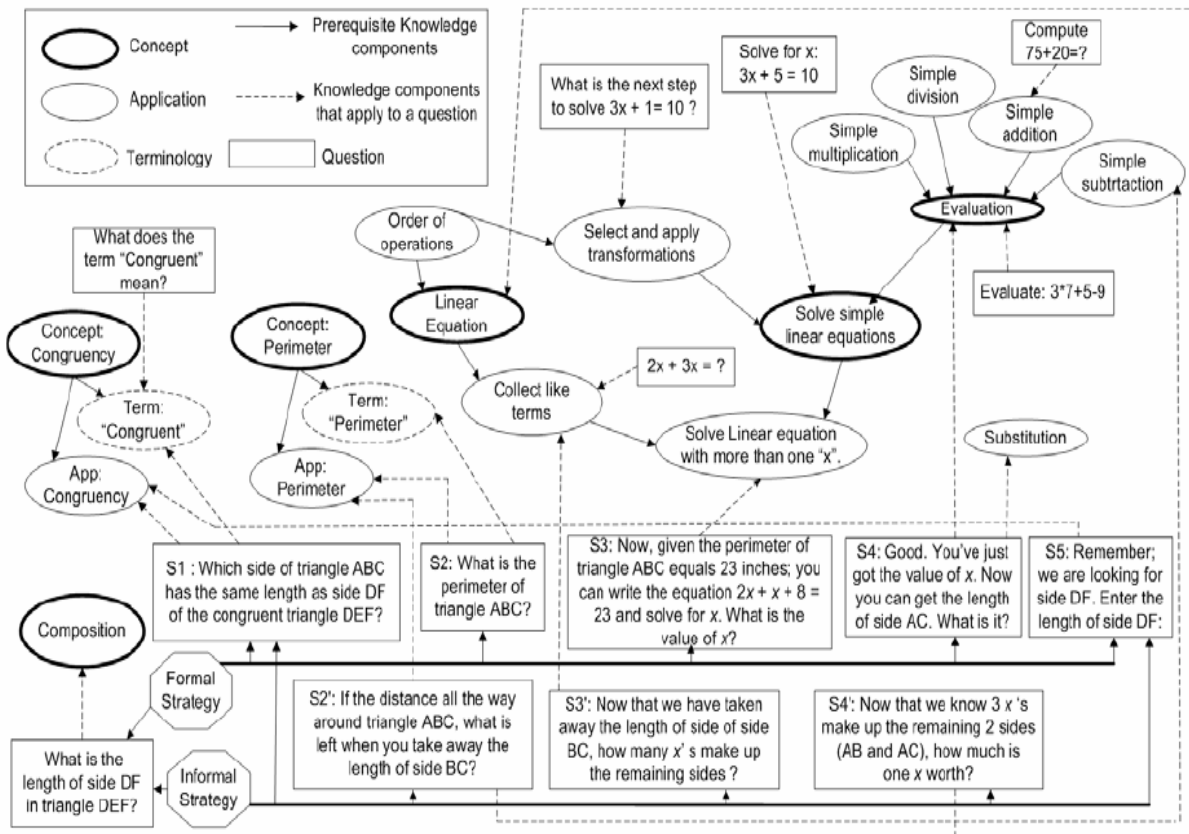 Concept
Prerequisite Knowledge
components
Application
Knowledge components
that apply to a question
Terminology
Question
What is the next step
to solve 3x + 1= 10 ?
Solve for x:
3x + 5 = 10
Compute
75+20=?
Simple
division
Simple
addition
Simple
multiplication
Simple
subtrtaction
Evaluation
Evaluate: 3*7+5-9
Order of
operations
Select and apply
transformations
What does the
term “Congruent”
mean?
Linear
Equation
Solve simple
linear equations
Concept:
Congruency
Concept:
Perimeter
2x + 3x = ?
Collect like
terms
Term:
“Congruent”
Term:
“Perimeter”
Solve Linear equation
with more than one “x”.
Substitution
App:
Congruency
App:
Perimeter
S1 : Which side of triangle ABC
has the same length as side DF
of the congruent triangle DEF?
S2: What is the
perimeter of
triangle ABC?
S3: Now, given the perimeter of
triangle ABC equals 23 inches; you
can write the equation 2x + x + 8 =
23 and solve for x. What is the
value of x?
S4: Good. You’ve just
got the value of x. Now
you can get the length
of side AC. What is it?
S5: Remember;
we are looking for
side DF. Enter the
length of side DF:
Composition
Formal
Strategy
S2': If the distance all the way
around triangle ABC, what is
left when you take away the
length of side BC?
S3': Now that we have taken
away the length of side of side
BC, how many x’ s make up
the remaining sides ?
S4': Now that we know 3 x ’s
make up the remaining 2 sides
(AB and AC), how much is
one x worth?
What is the
length of side DF
in triangle DEF?
Informal
Strategy